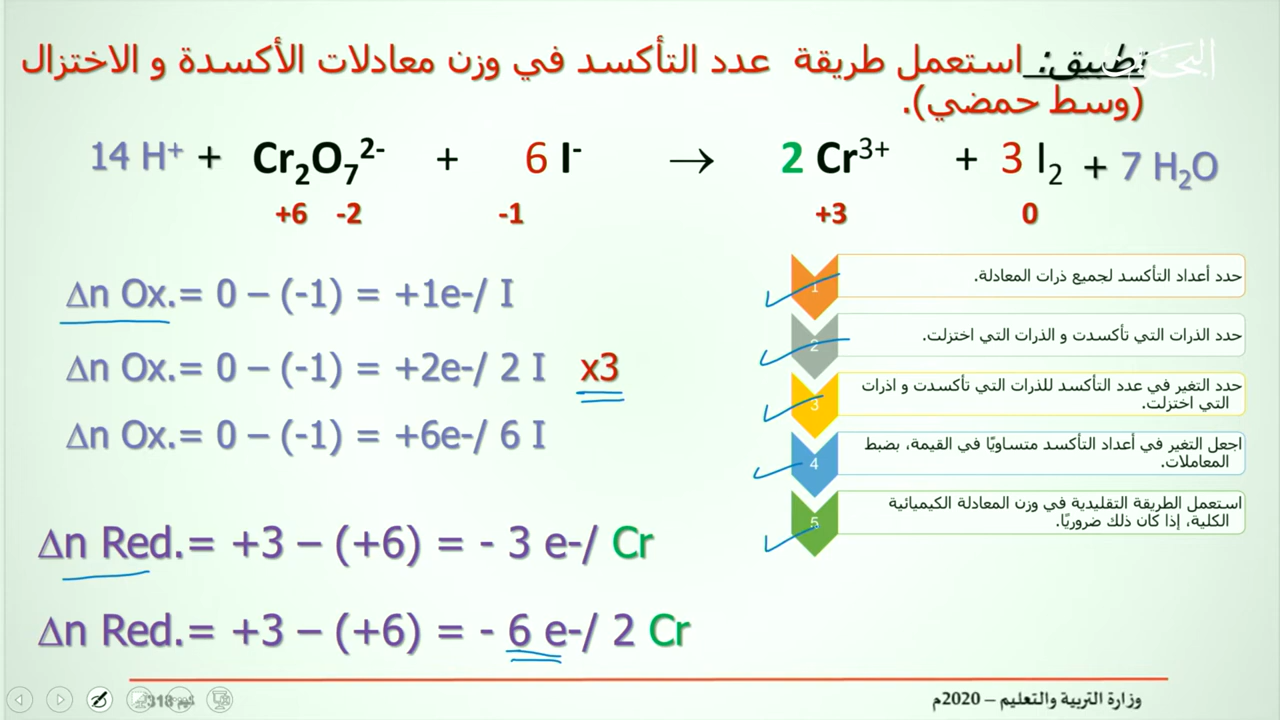 تطبيق: استعمل طريقة عدد التأكسد في وزن معادلات الأكسدة و الاختزال
(وسط حمضي).
14 H⁺ + Cr₂O₇²⁻ + 6 I⁻ → 2 Cr³⁺ + 3 I₂ + 7 H₂O
+6 -2 -1 +3 0
Δn Ox.= 0 – (-1) = +1e-/ I
Δn Ox.= 0 – (-1) = +2e-/ 2 I x3
Δn Ox.= 0 – (-1) = +6e-/ 6 I
Δn Red.= +3 – (+6) = - 3 e-/ Cr
Δn Red.= +3 – (+6) = - 6 e-/ 2 Cr
1 حدد أعداد التأكسد لجميع ذرات المعادلة.
2 حدد الذرات التي تأكسدت و الذرات التي اختزلت.
3 حدد التغير في عدد التأكسد للذرات التي تأكسدت و اذرات
التي اختزلت.
4 اجعل التغير في أعداد التأكسد متساويًا في القيمة، بضبط
المعاملات.
5 استعمل الطريقة التقليدية في وزن المعادلة الكيميائية
الكلية، إذا كان ذلك ضروريًا.
وزارة التربية والتعليم – 2020م
318